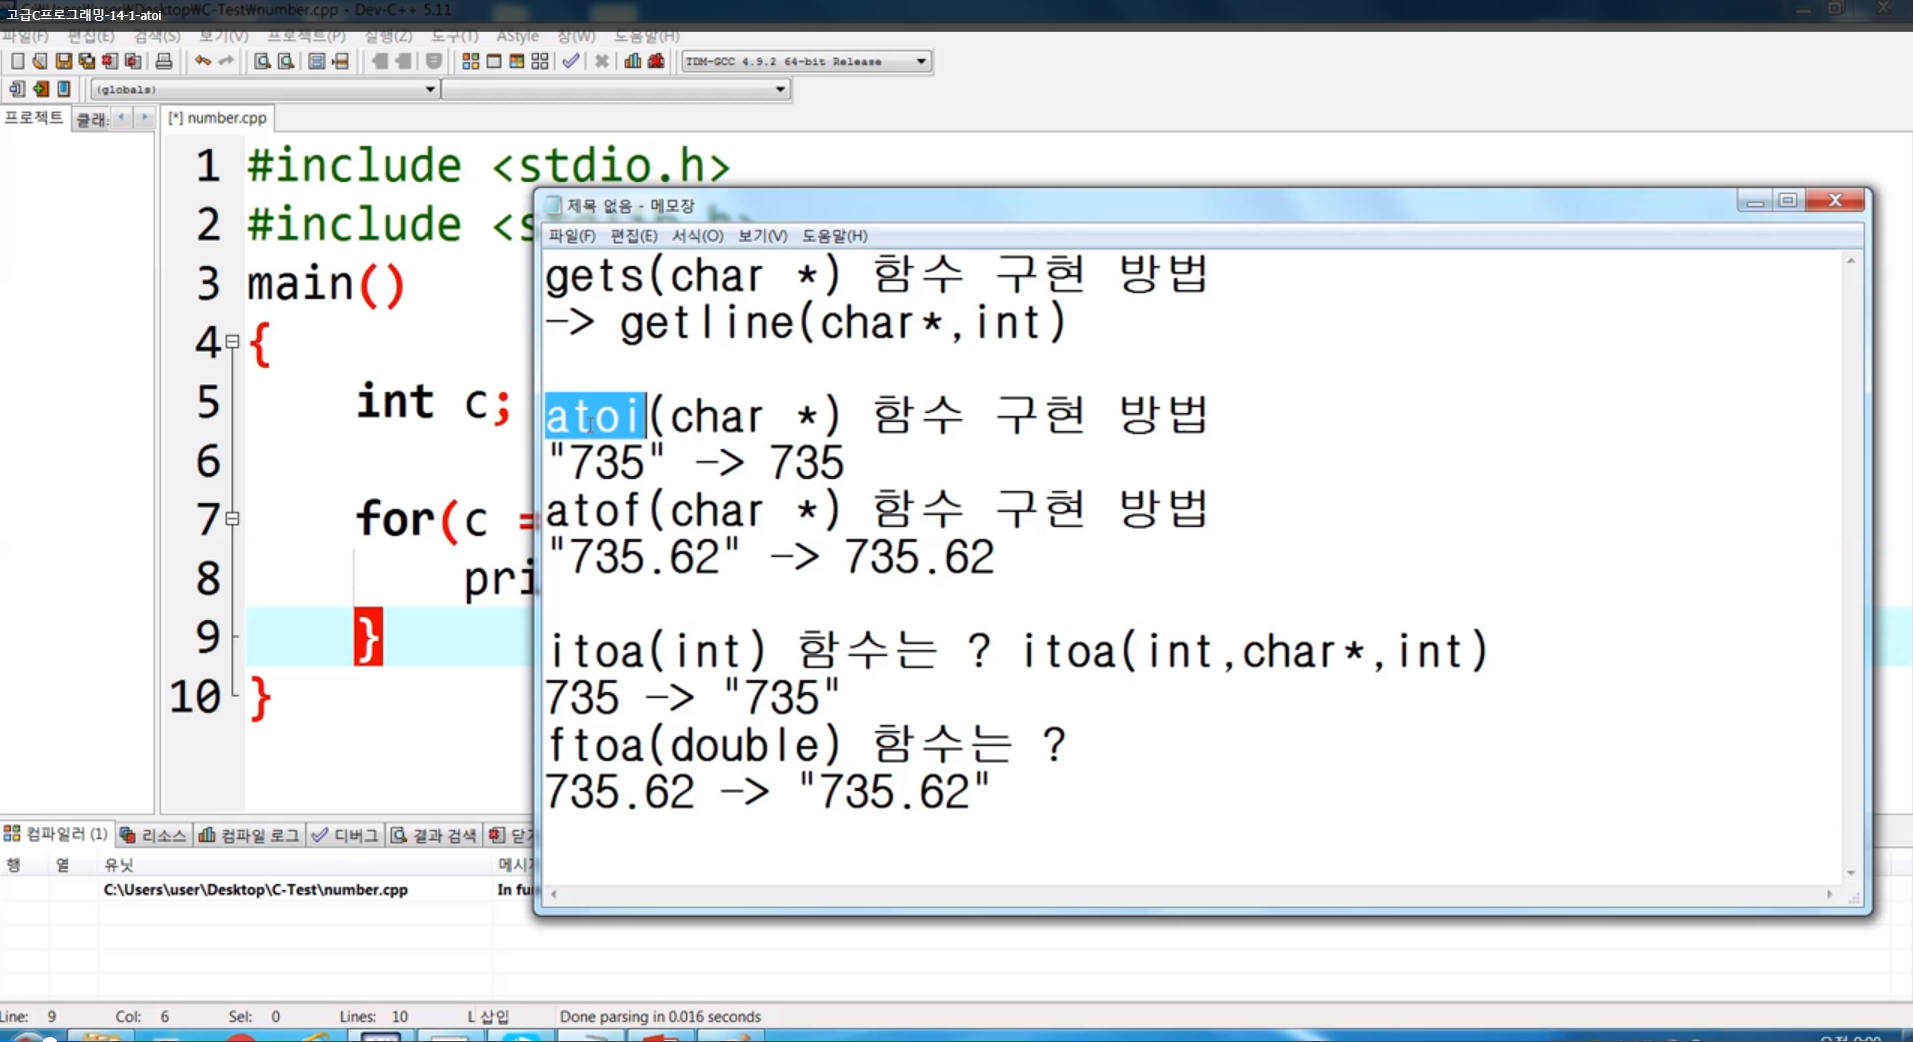 고급C프로그래밍-14-1-atoi
number.cpp - Dev-C++ 5.11
파일(F) 편집(E) 검색(S) 보기(V) 프로젝트(P) 실행(Z) 도구(T) AStyle 창(W) 도움말(H)
TDM-GCC 4.9.2 64-bit Release
(globals)
프로젝트 클래:
[*] number.cpp
1 #include <stdio.h>
2 #include <s
3 main()
4 {
5 int c;
6
7 for(c =
8 pri
9 }
10 }
제목 없음 - 메모장
파일(F) 편집(E) 서식(O) 보기(V) 도움말(H)
gets(char *) 함수 구현 방법
-> getline(char*,int)
atoi(char *) 함수 구현 방법
"735" -> 735
atof(char *) 함수 구현 방법
"735.62" -> 735.62
itoa(int) 함수는 ? itoa(int,char*,int)
735 -> "735"
ftoa(double) 함수는 ?
735.62 -> "735.62"
컴파일러 (1) 리소스 컴파일 로그 디버그 결과 검색 닫기
행 열 유닛 메시지
C:\Users\user\Desktop\C-Test\number.cpp In fu
Line: 9 Col: 6 Sel: 0 Lines: 10 삽입 Done parsing in 0.016 seconds